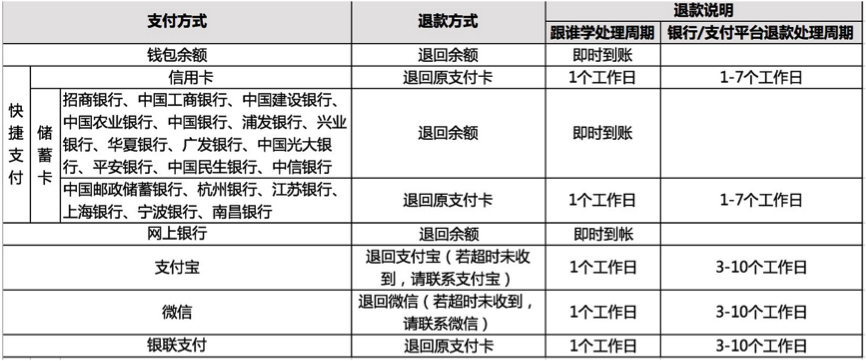 支付方式 退款方式 退款说明
跟谁学处理周期 银行/支付平台退款处理周期
钱包余额 退回余额 即时到账
快捷支付 信用卡 退回原支付卡 1个工作日 1-7个工作日
储蓄卡 招商银行、中国工商银行、中国建设银行、
中国农业银行、中国银行、浦发银行、兴业
银行、华夏银行、广发银行、中国光大银
行、平安银行、中国民生银行、中信银行
退回余额 即时到账
中国邮政储蓄银行、杭州银行、江苏银行、
上海银行、宁波银行、南昌银行
退回原支付卡 1个工作日 1-7个工作日
网上银行 退回余额 即时到帐
支付宝 退回支付宝（若超时未收
到，请联系支付宝） 1个工作日 3-10个工作日
微信 退回微信（若超时未收到，
请联系微信） 1个工作日 3-10个工作日
银联支付 退回原支付卡 1个工作日 3-10个工作日